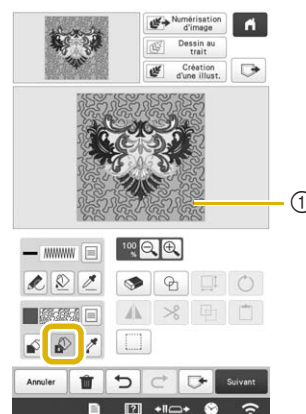 Numérisation
d'image
Dessin au
trait
Création
d'une illust.
①
100
%
Annuler
Suivant